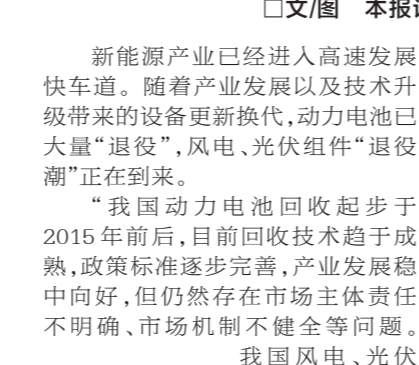 □文/图 本报
新能源产业已经进入高速发展
快车道。随着产业发展以及技术升
级带来的设备更新换代,动力电池已
大量“退役”,风电、光伏组件“退役
潮”正在到来。
“我国动力电池回收起步于
2015年前后,目前回收技术趋于成
熟,政策标准逐步完善,产业发展稳
中向好,但仍然存在市场主体责任
不明确、市场机制不健全等问题。
我国风电、光伏